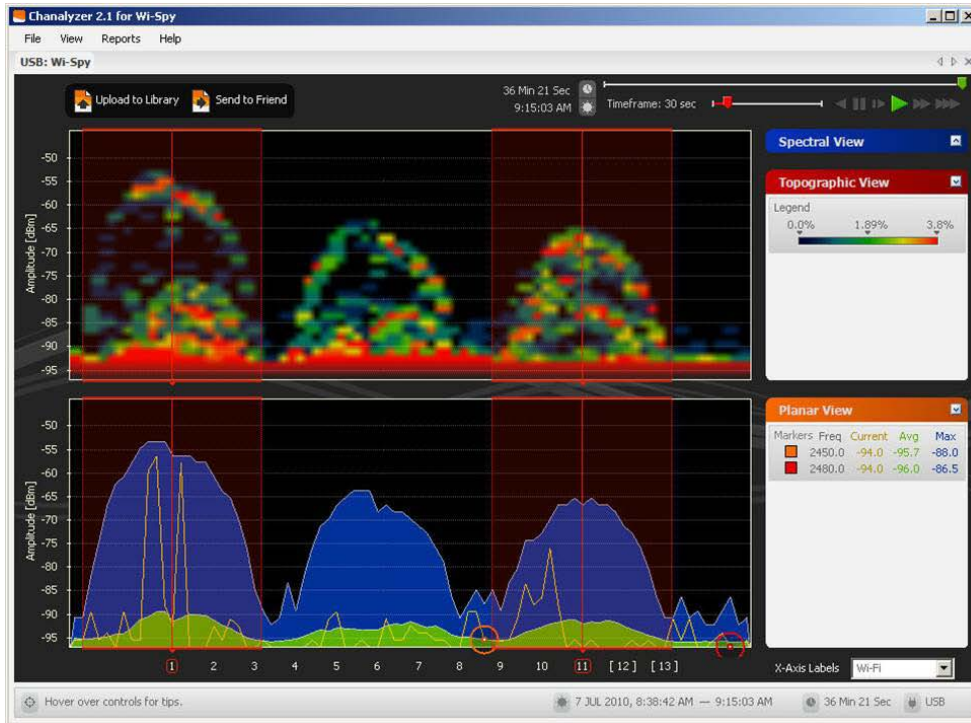 Chanalyzer 2.1 for Wi-Spy
File View Reports Help
USB: Wi-Spy
Upload to Library Send to Friend
36 Min 21 Sec
9:15:03 AM
Timeframe: 30 sec
Amplitude [dBm]
-50
-55
-60
-65
-70
-75
-80
-85
-90
-95
Spectral View
Topographic View
Legend
0.0% 1.89% 3.8%
Amplitude [dBm]
-50
-55
-60
-65
-70
-75
-80
-85
-90
-95
1 2 3 4 5 6 7 8 9 10 11 [12] [13]
Planar View
Markers Freq Current Avg Max
2450.0 -94.0 -95.7 -88.0
2480.0 -94.0 -96.0 -86.5
X-Axis Labels Wi-Fi
Hover over controls for tips.
7 JUL 2010, 8:38:42 AM — 9:15:03 AM
36 Min 21 Sec
USB